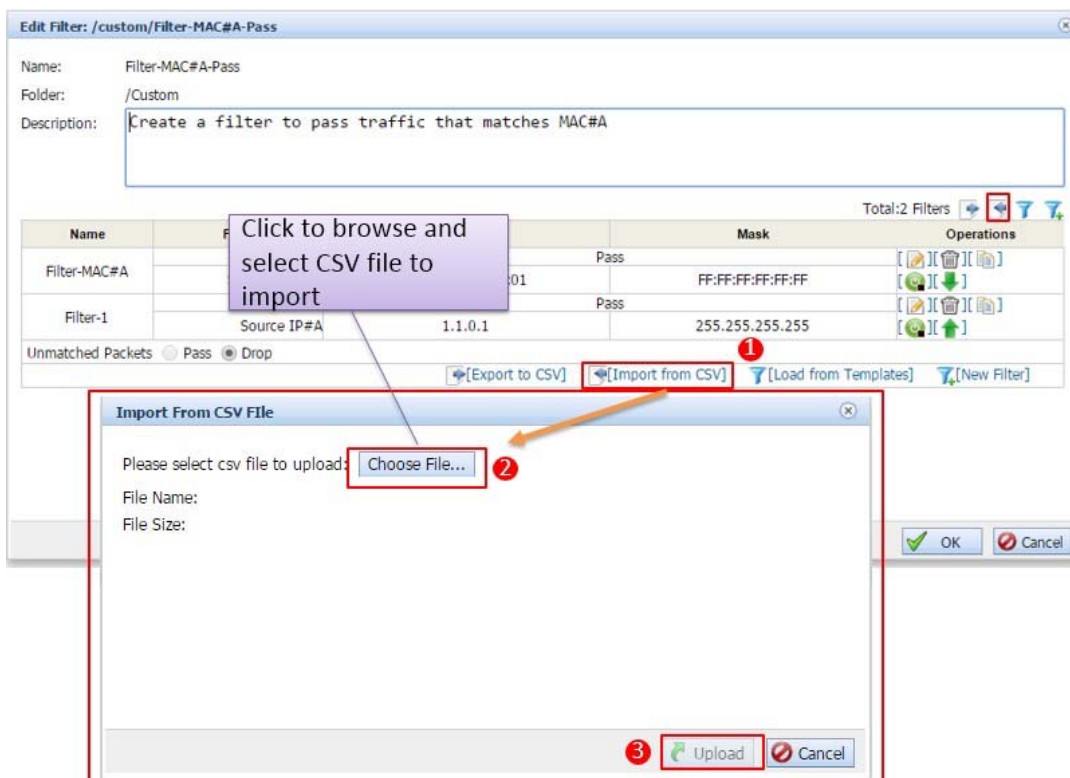 Edit Filter: /custom/Filter-MAC#A-Pass
Name: Filter-MAC#A-Pass
Folder: /Custom
Description: Create a filter to pass traffic that matches MAC#A
Total:2 Filters
Name F Mask Operations
Click to browse and
select CSV file to
import
Filter-MAC#A Pass
:01 FF:FF:FF:FF:FF:FF
Filter-1 Pass
Source IP#A 1.1.0.1 255.255.255.255
Unmatched Packets Pass Drop
1
[Export to CSV] [Import from CSV] [Load from Templates] [New Filter]
Import From CSV FIle
Please select csv file to upload: Choose File... 2
File Name:
File Size:
OK Cancel
3 Upload Cancel